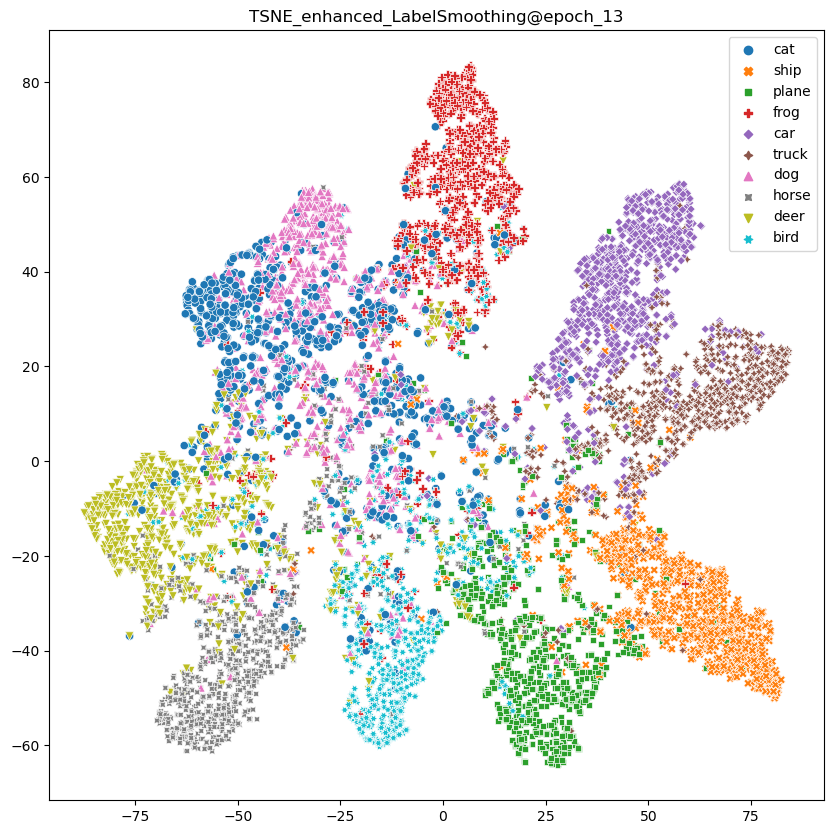 TSNE_enhanced_LabelSmoothing@epoch_13
cat
ship
plane
frog
car
truck
dog
horse
deer
bird
80
60
40
20
0
−20
−40
−60
−75
−50
−25
0
25
50
75